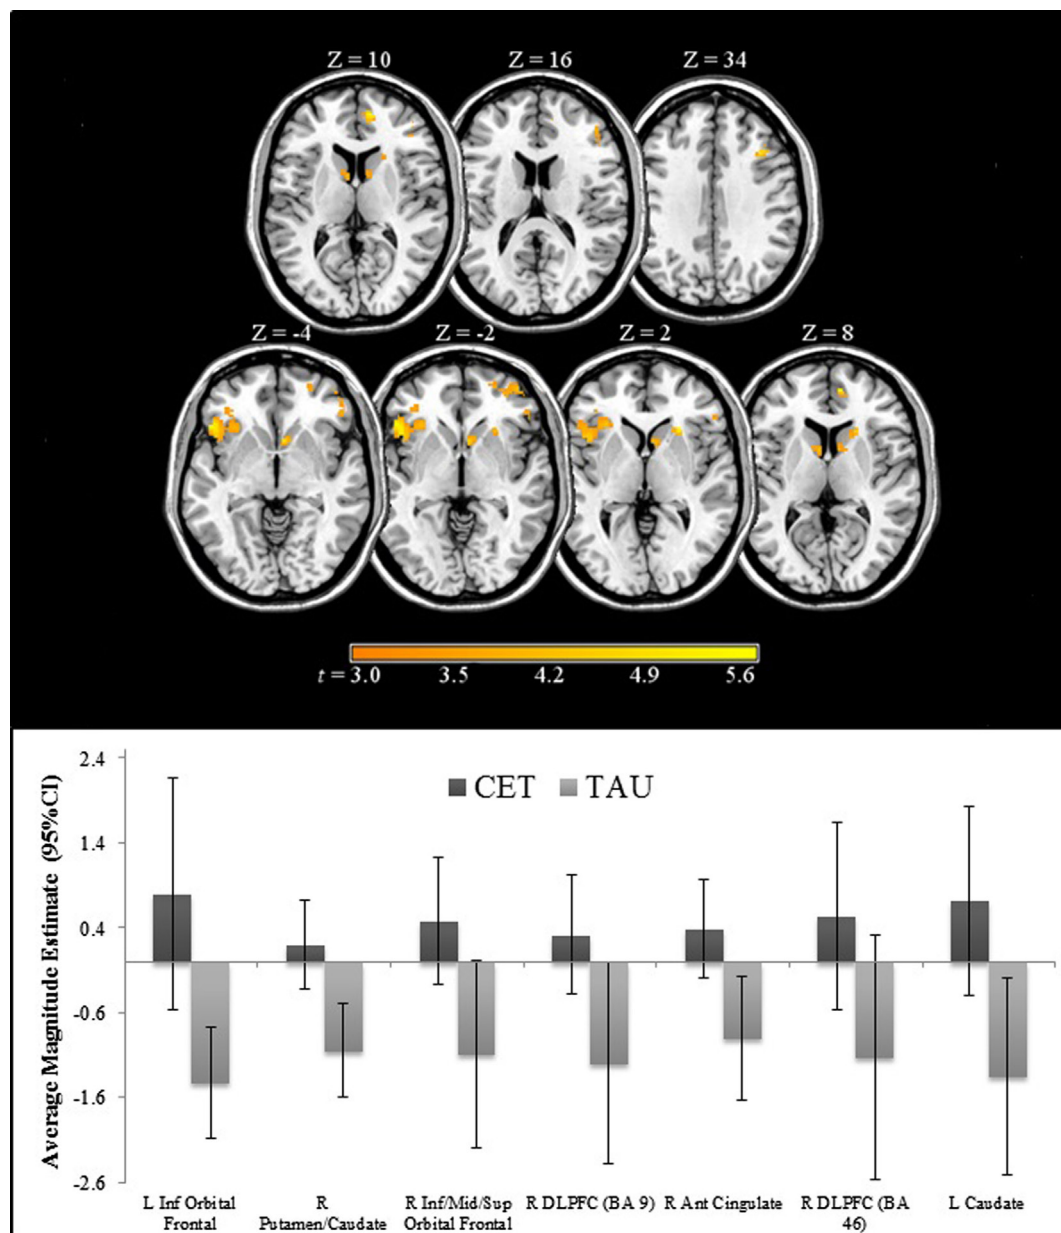 Z = 10
Z = 16
Z = 34
Z = -4
Z = -2
Z = 2
Z = 8
t = 3.0 3.5 4.2 4.9 5.6
Average Magnitude Estimate (95%CI)
2.4
1.4
0.4
-0.6
-1.6
-2.6
CET TAU
L Inf Orbital
Frontal
R
Putamen/Caudate
R Inf/Mid/Sup
Orbital Frontal
R DLPFC (BA 9)
R Ant Cingulate
R DLPFC (BA
46)
L Caudate